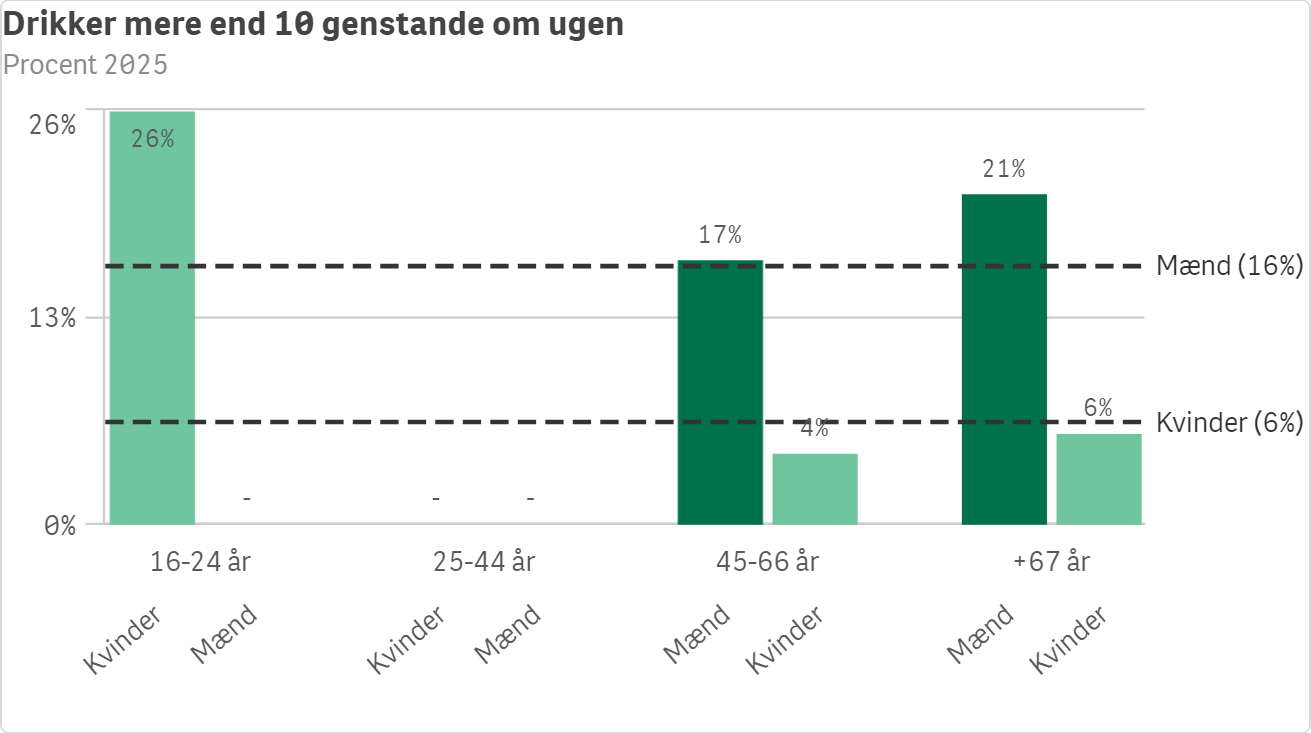 Drikker mere end 10 genstande om ugen
Procent 2025
26%
26%
21%
17%
Mænd (16%)
13%
6%
4%
Kvinder (6%)
- - -
0%
16-24 år 25-44 år 45-66 år +67 år
Kvinder Mænd Kvinder Mænd Mænd Kvinder Mænd Kvinder